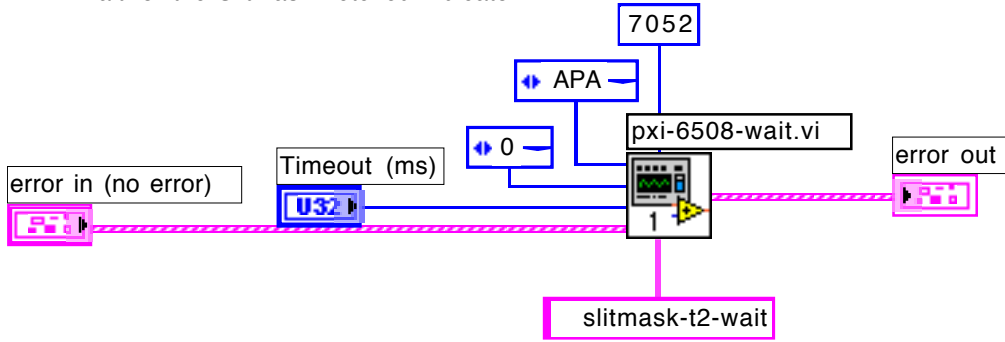 7052
APA
pxi-6508-wait.vi
0
Timeout (ms)
error out
error in (no error)
U32
1
slitmask-t2-wait